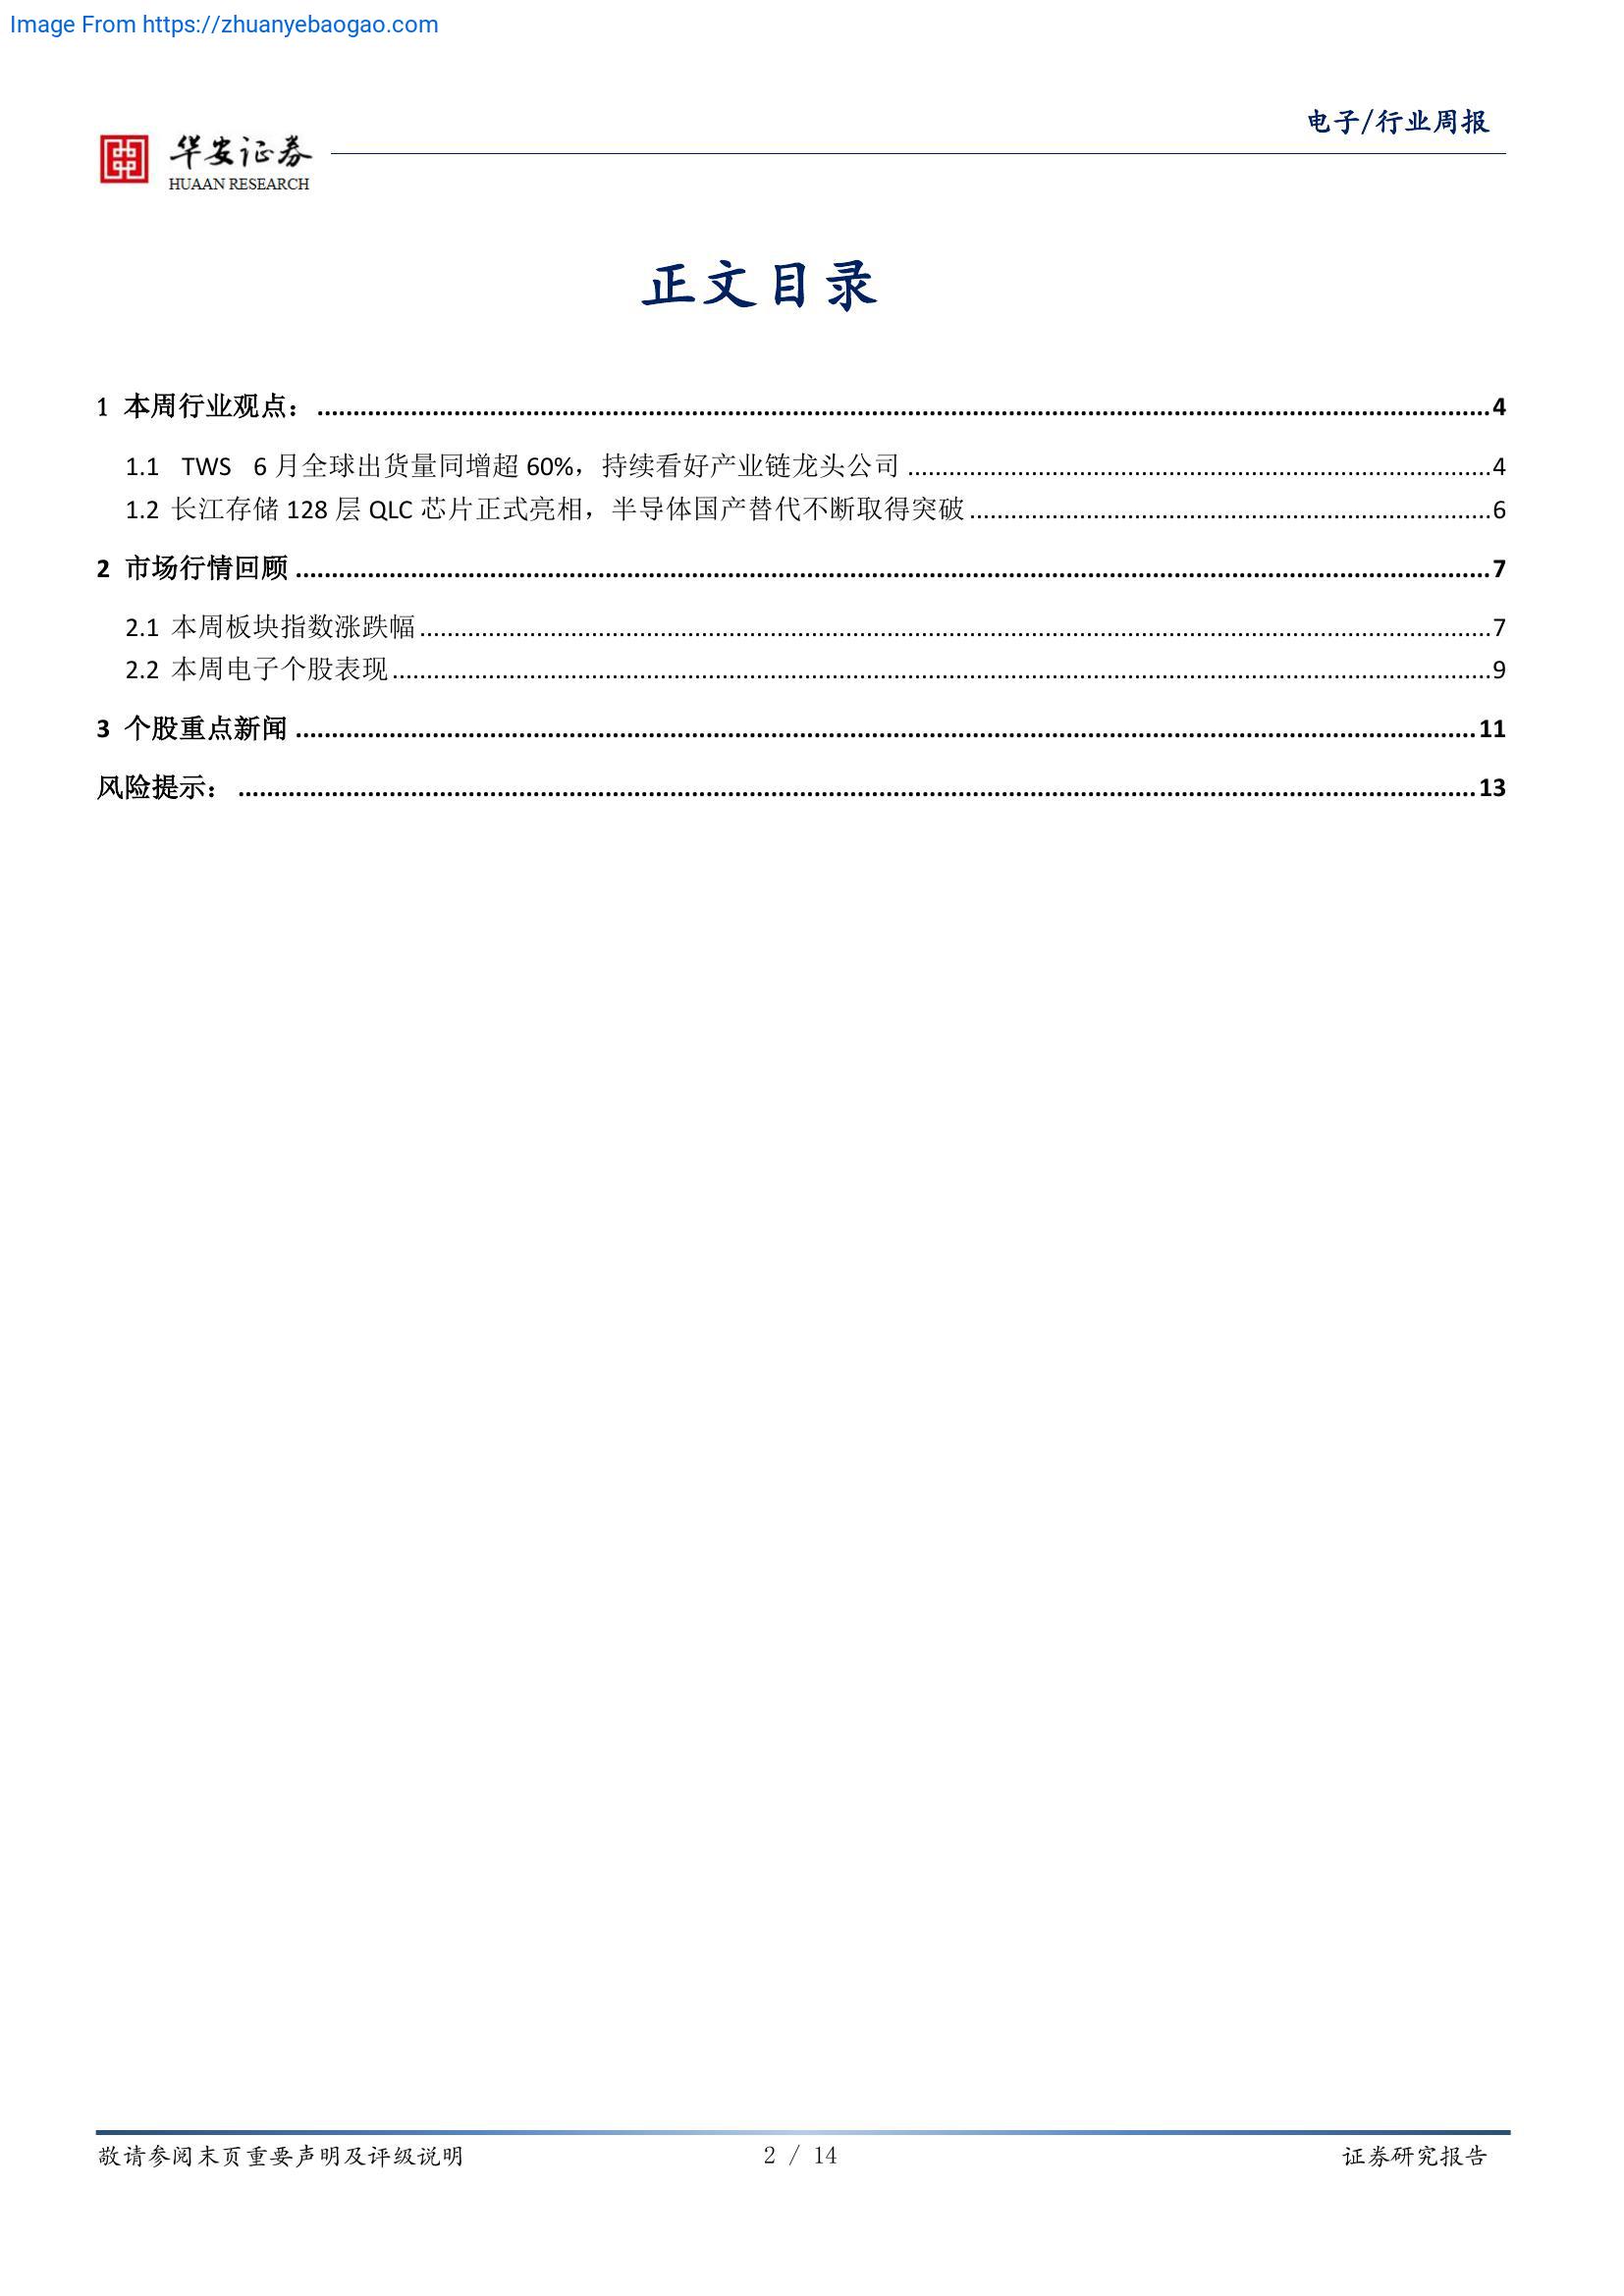 Image From https://zhuanyebaogao.com
电子/行业周报
华安证券
HUAAN RESEARCH
正文目录
1 本周行业观点：................................................4
1.1 TWS 6 月全球出货量同增超 60%，持续看好产业链龙头公司................................................4
1.2 长江存储 128 层 QLC 芯片正式亮相，半导体国产替代不断取得突破................................................6
2 市场行情回顾................................................7
2.1 本周板块指数涨跌幅................................................7
2.2 本周电子个股表现................................................9
3 个股重点新闻................................................11
风险提示：................................................13
敬请参阅末页重要声明及评级说明
2 / 14
证券研究报告